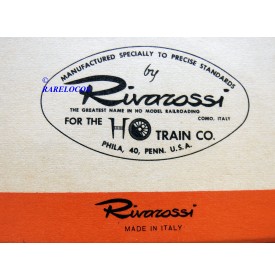 RARELOCOS
MANUFACTURED SPECIALLY TO PRECISE STANDARDS
by
Rivarossi
THE GREATEST NAME IN HO MODEL RAILROADING
COMO, ITALY
FOR THE HO TRAIN CO.
PHILA, 40, PENN. U.S.A.
Rivarossi
MADE IN ITALY